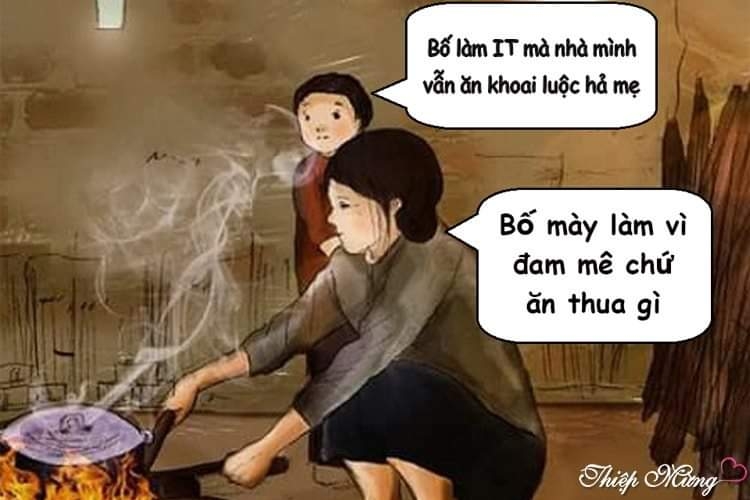 Bố làm IT mà nhà mình
vẫn ăn khoai luộc hả mẹ
Bố mày làm vì
đam mê chứ
ăn thua gì
Thiệp Mừng